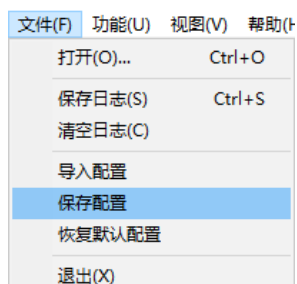 文件(F) 功能(U) 视图(V) 帮助(H
打开(O)... Ctrl+O
保存日志(S) Ctrl+S
清空日志(C)
导入配置
保存配置
恢复默认配置
退出(X)